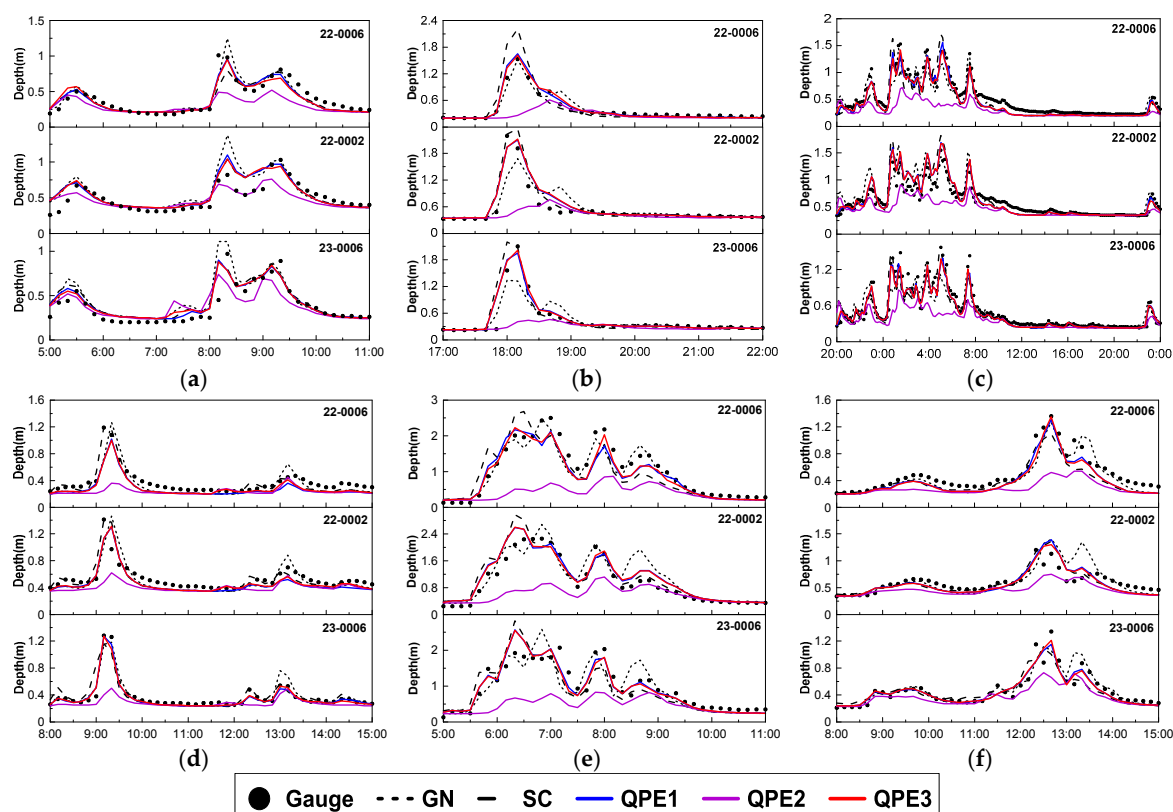 1.5
1
0.5
0
Depth(m)
22-0006
1
0.5
0
Depth(m)
22-0002
1
0.5
0
Depth(m)
23-0006
5:00 6:00 7:00 8:00 9:00 10:00 11:00
(a)
2.4
1.8
1.2
0.6
0
Depth(m)
22-0006
1.8
1.2
0.6
0
Depth(m)
22-0002
1.8
1.2
0.6
0
Depth(m)
23-0006
17:00 18:00 19:00 20:00 21:00 22:00
(b)
2
1.5
1
0.5
0
Depth(m)
22-0006
1.5
1
0.5
0
Depth(m)
22-0002
1.8
1.2
0.6
0
Depth(m)
23-0006
20:00 0:00 4:00 8:00 12:00 16:00 20:00 0:00
(c)
1.6
1.2
0.8
0.4
0
Depth(m)
22-0006
1.2
0.8
0.4
0
Depth(m)
22-0002
1.2
0.8
0.4
0
Depth(m)
23-0006
8:00 9:00 10:00 11:00 12:00 13:00 14:00 15:00
(d)
3
2
1
0
Depth(m)
22-0006
2.4
1.6
0.8
0
Depth(m)
22-0002
2.4
1.6
0.8
0
Depth(m)
23-0006
5:00 6:00 7:00 8:00 9:00 10:00 11:00
(e)
1.6
1.2
0.8
0.4
0
Depth(m)
22-0006
1.5
1
0.5
0
Depth(m)
22-0002
1.2
0.8
0.4
0
Depth(m)
23-0006
8:00 9:00 10:00 11:00 12:00 13:00 14:00 15:00
(f)
Gauge GN SC QPE1 QPE2 QPE3